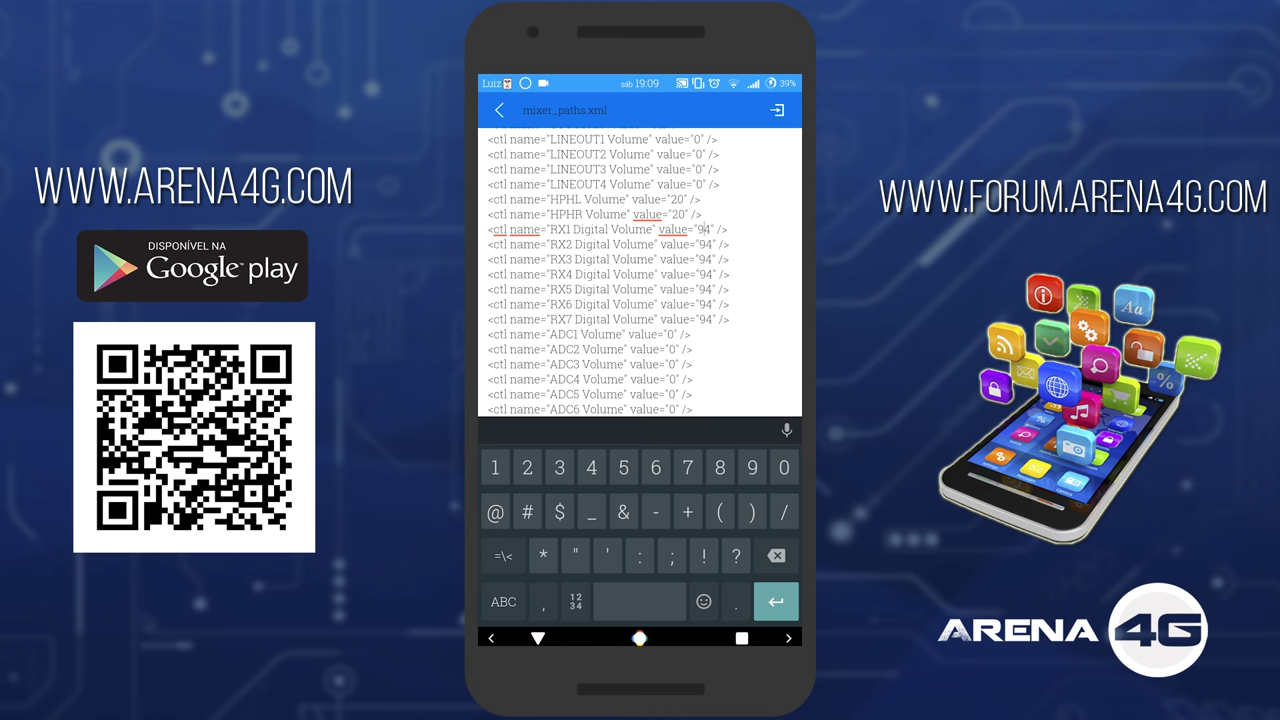 WWW.ARENA4G.COM
DISPONÍVEL NA
Google play
Luiz
sáb 19:09
39%
mixer_paths.xml
<ctl name="LINEOUT1 Volume" value="0" />
<ctl name="LINEOUT2 Volume" value="0" />
<ctl name="LINEOUT3 Volume" value="0" />
<ctl name="LINEOUT4 Volume" value="0" />
<ctl name="HPHL Volume" value="20" />
<ctl name="HPHR Volume" value="20" />
<ctl name="RX1 Digital Volume" value="94" />
<ctl name="RX2 Digital Volume" value="94" />
<ctl name="RX3 Digital Volume" value="94" />
<ctl name="RX4 Digital Volume" value="94" />
<ctl name="RX5 Digital Volume" value="94" />
<ctl name="RX6 Digital Volume" value="94" />
<ctl name="RX7 Digital Volume" value="94" />
<ctl name="ADC1 Volume" value="0" />
<ctl name="ADC2 Volume" value="0" />
<ctl name="ADC3 Volume" value="0" />
<ctl name="ADC4 Volume" value="0" />
<ctl name="ADC5 Volume" value="0" />
<ctl name="ADC6 Volume" value="0" />
1 2 3 4 5 6 7 8 9 0
@ # $ _ & - + ( ) /
=\< * " ' : ; ! ?
ABC , 12 34 .
WWW.FORUM.ARENA4G.COM
Aa
%
ARENA 4G